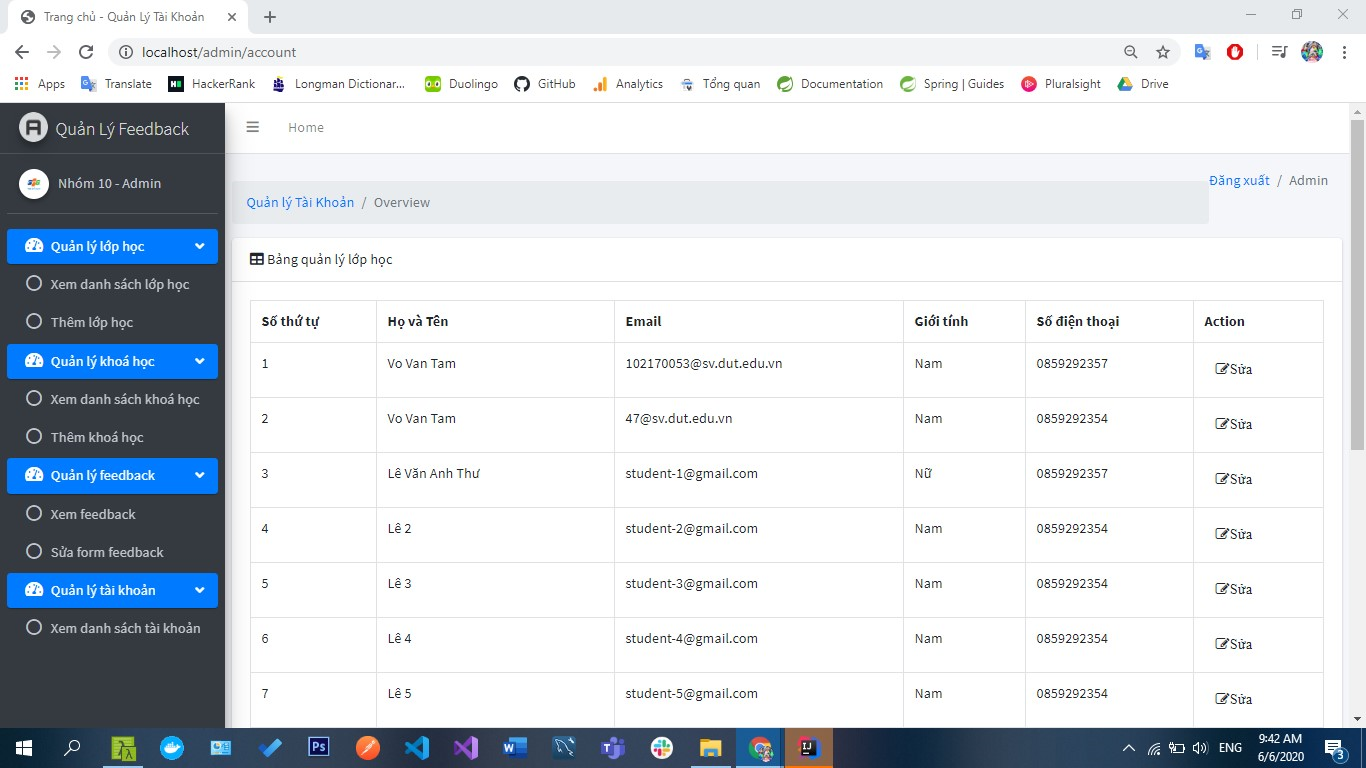 Trang chủ - Quản Lý Tài Khoản
localhost/admin/account
Apps Translate HackerRank Longman Dictionar... Duolingo GitHub Analytics Tổng quan Documentation Spring | Guides Pluralsight Drive
Quản Lý Feedback
Home
Nhóm 10 - Admin
Đăng xuất / Admin
Quản lý Tài Khoản / Overview
Quản lý lớp học
Xem danh sách lớp học
Thêm lớp học
Quản lý khoá học
Xem danh sách khoá học
Thêm khoá học
Quản lý feedback
Xem feedback
Sửa form feedback
Quản lý tài khoản
Xem danh sách tài khoản
Bảng quản lý lớp học
Số thứ tự Họ và Tên Email Giới tính Số điện thoại Action
1 Vo Van Tam 102170053@sv.dut.edu.vn Nam 0859292357 Sửa
2 Vo Van Tam 47@sv.dut.edu.vn Nam 0859292354 Sửa
3 Lê Văn Anh Thư student-1@gmail.com Nữ 0859292357 Sửa
4 Lê 2 student-2@gmail.com Nam 0859292354 Sửa
5 Lê 3 student-3@gmail.com Nam 0859292354 Sửa
6 Lê 4 student-4@gmail.com Nam 0859292354 Sửa
7 Lê 5 student-5@gmail.com Nam 0859292354 Sửa
ENG
9:42 AM
6/6/2020
3